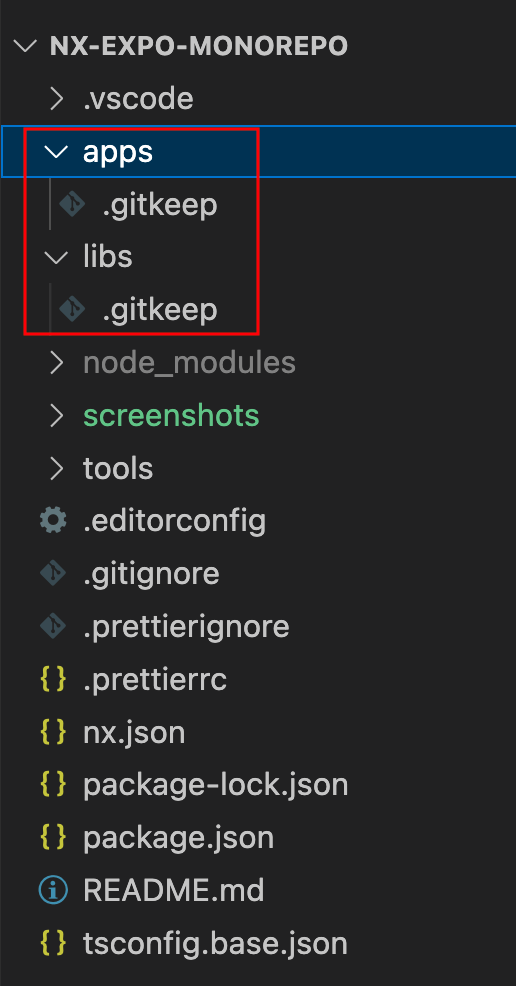 NX-EXPO-MONOREPO
.vscode
apps
.gitkeep
libs
.gitkeep
node_modules
screenshots
tools
.editorconfig
.gitignore
.prettierignore
.prettierrc
nx.json
package-lock.json
package.json
README.md
tsconfig.base.json